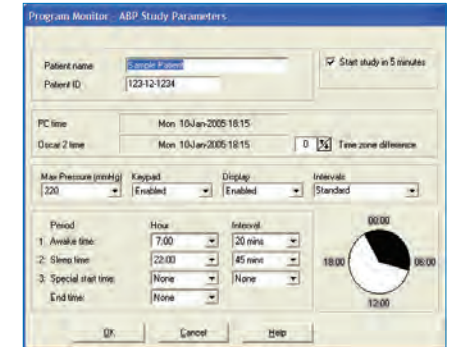 Program Monitor - ABP Study Parameters
Patient name Sample Patient Start study in 5 minutes
Patient ID 123-12-1234
PC time Mon 10-Jan-2005 18:15
Oscar 2 time Mon 10-Jan-2005 18:15 0 Time zone difference
Max Pressure (mmHg) Keypad Display Intervals
220 Enabled Enabled Standard
Period Hour Interval 00:00
1 Awake time: 7:00 20 mins
2: Sleep time: 22:00 45 mins 18:00 06:00
3: Special start time: None None
End time: None 12:00
OK Cancel Help